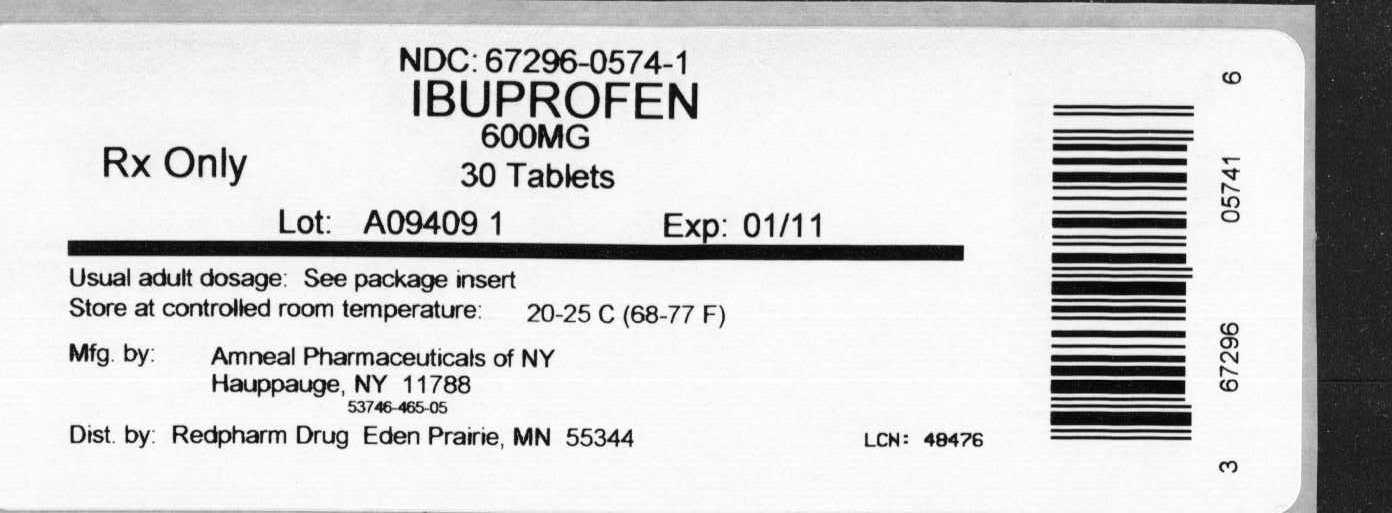 NDC: 67296-0574-1
IBUPROFEN
600MG
Rx Only
30 Tablets
Lot: A09409 1 Exp: 01/11
Usual adult dosage: See package insert
Store at controlled room temperature: 20-25 C (68-77 F)
Mfg. by: Amneal Pharmaceuticals of NY
Hauppauge, NY 11788
53746-465-05
Dist. by: Redpharm Drug Eden Prairie, MN 55344
LCN: 48476
3 67296 05741 6